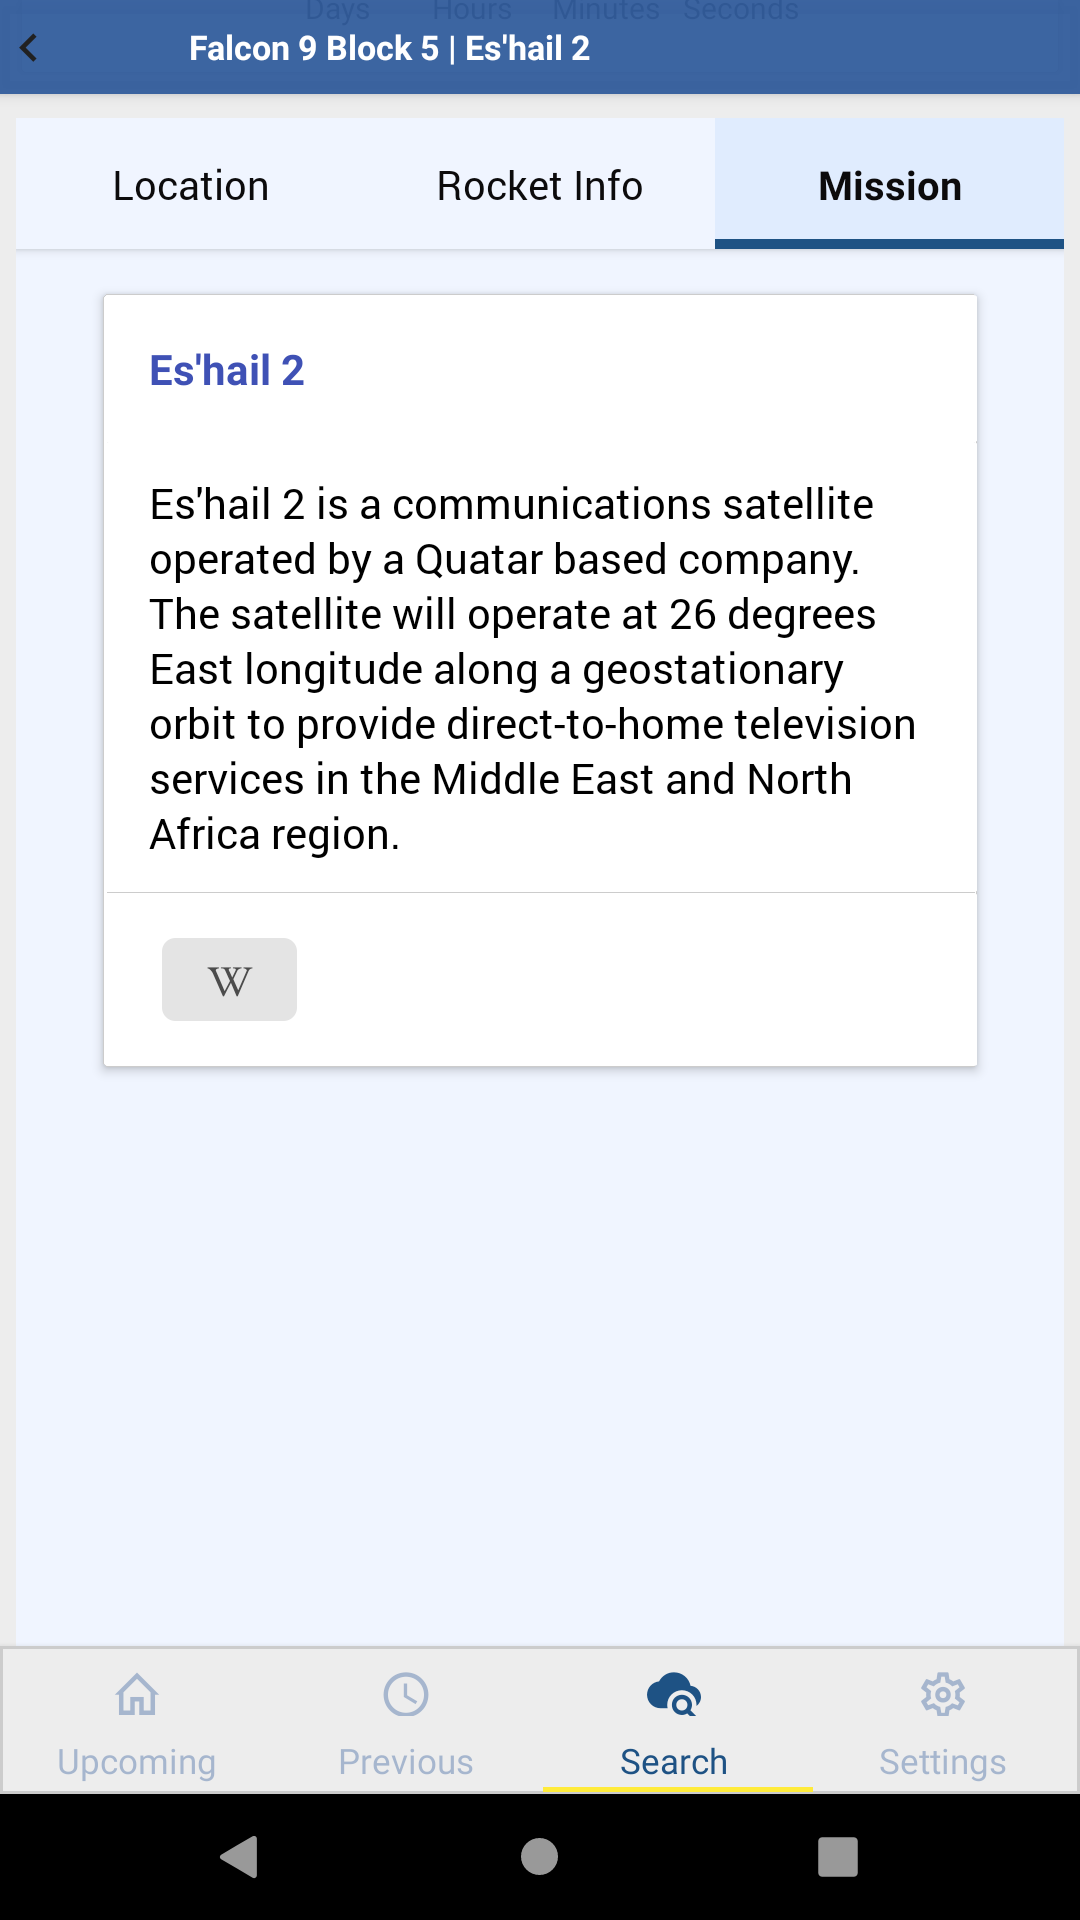 Days Hours Minutes Seconds
Falcon 9 Block 5 | Es'hail 2
Location Rocket Info Mission
Es'hail 2
Es'hail 2 is a communications satellite
operated by a Quatar based company.
The satellite will operate at 26 degrees
East longitude along a geostationary
orbit to provide direct-to-home television
services in the Middle East and North
Africa region.
W
Upcoming Previous Search Settings